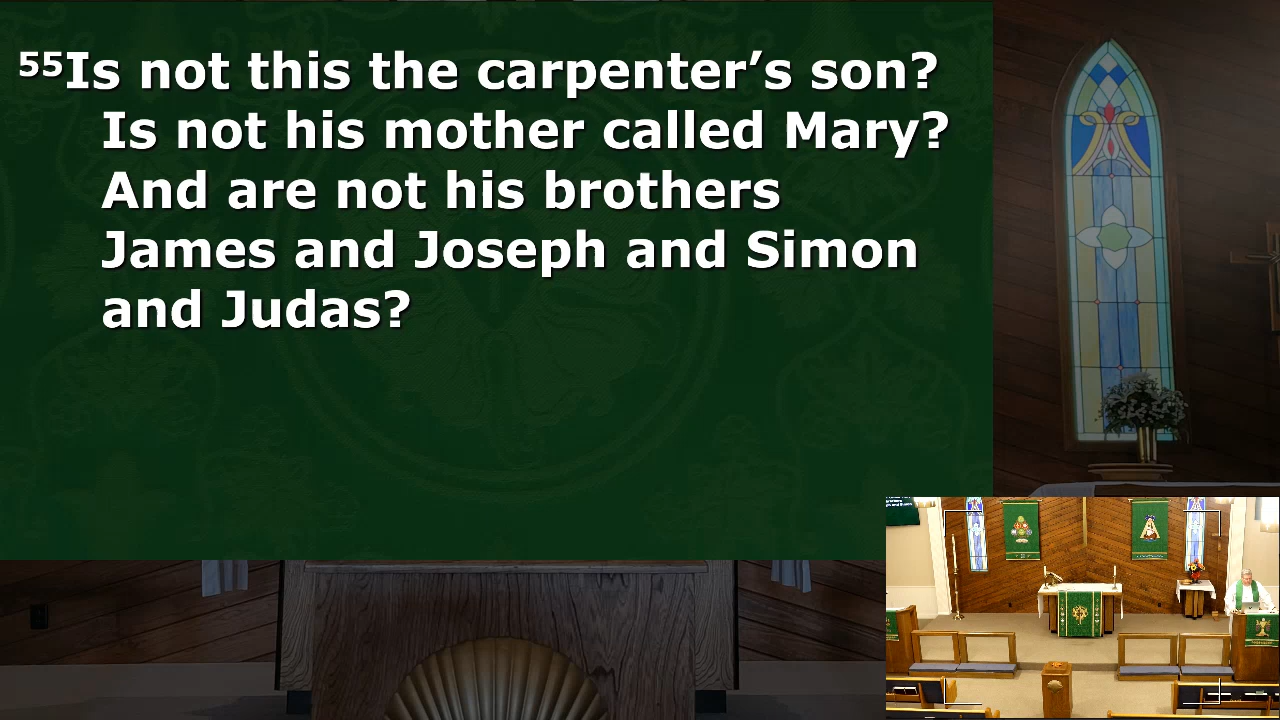 55Is not this the carpenter’s son?
Is not his mother called Mary?
And are not his brothers
James and Joseph and Simon
and Judas?